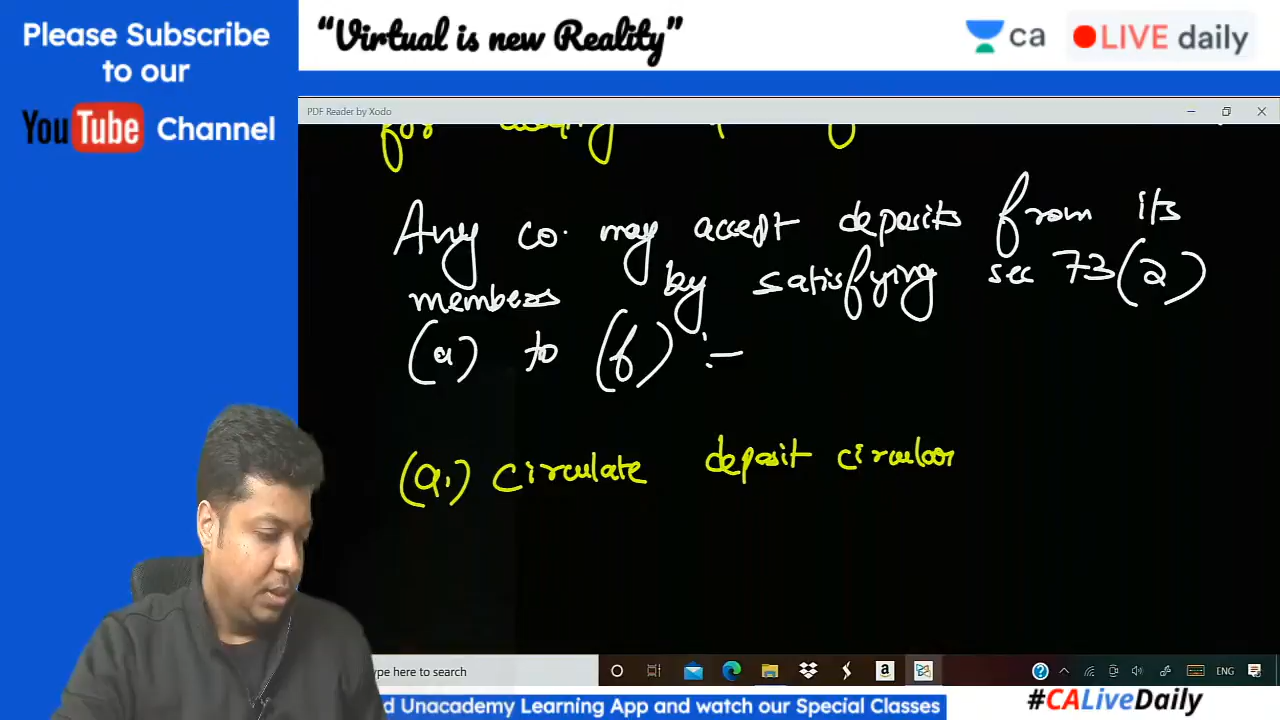 Please Subscribe
to our
YouTube Channel
“Virtual is new Reality”
ca
LIVE daily
PDF Reader by Xodo
for
Any co. may accept deposits from its
members by satisfying sec 73(2)
(a) to (f) :-
(a.) circulate deposit circular
ype here to search
ENG
d Unacademy Learning App and watch our Special Classes
#CALiveDaily